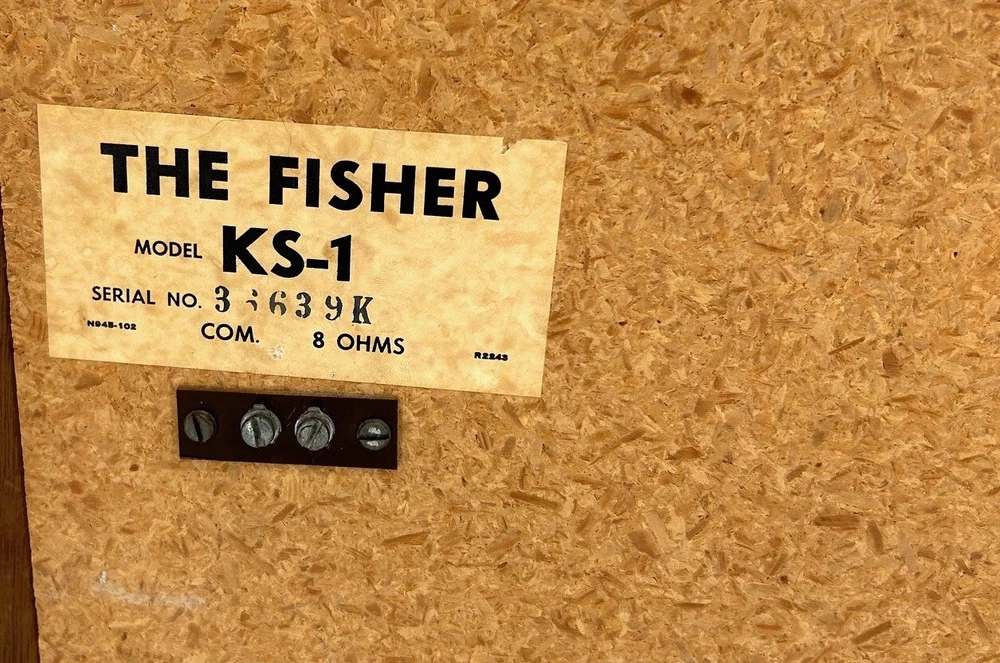 THE FISHER
MODEL KS-1
SERIAL NO.
N945-102 COM. 8 OHMS R2243